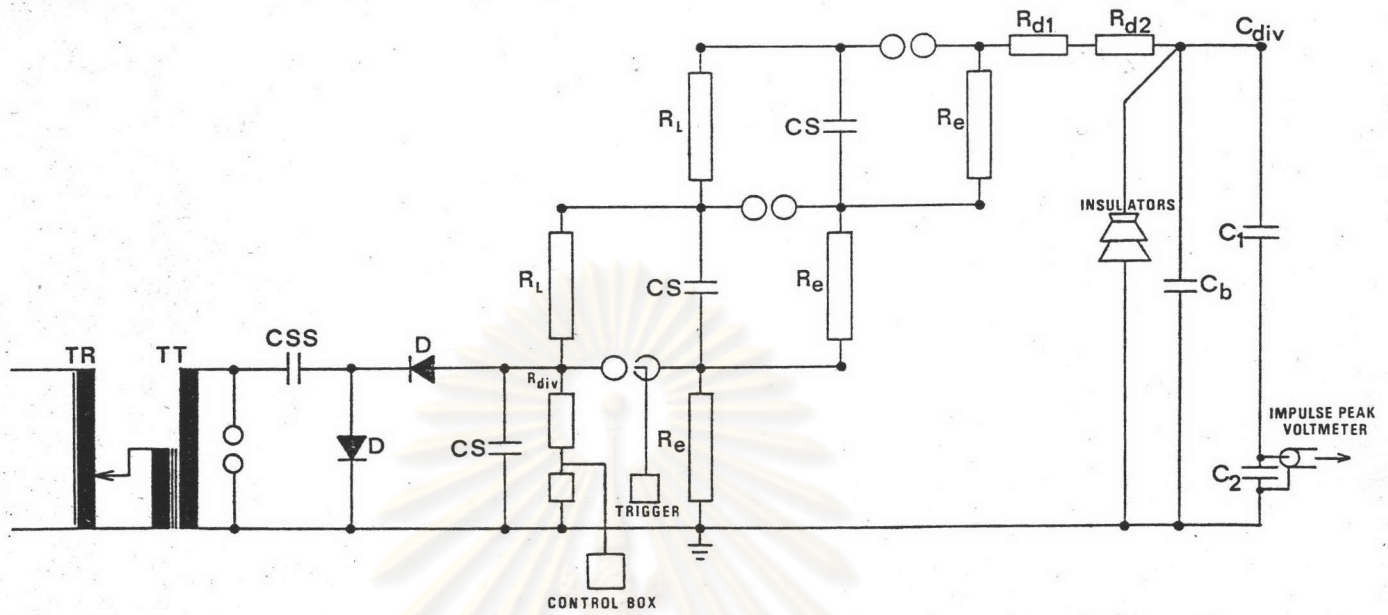 Rd1
Rd2
Cdiv
RL
CS
Re
INSULATORS
C1
RL
CS
Re
Cb
TR
TT
CSS
D
Rdiv
D
CS
Re
C2
IMPULSE PEAK
VOLTMETER
TRIGGER
CONTROL BOX